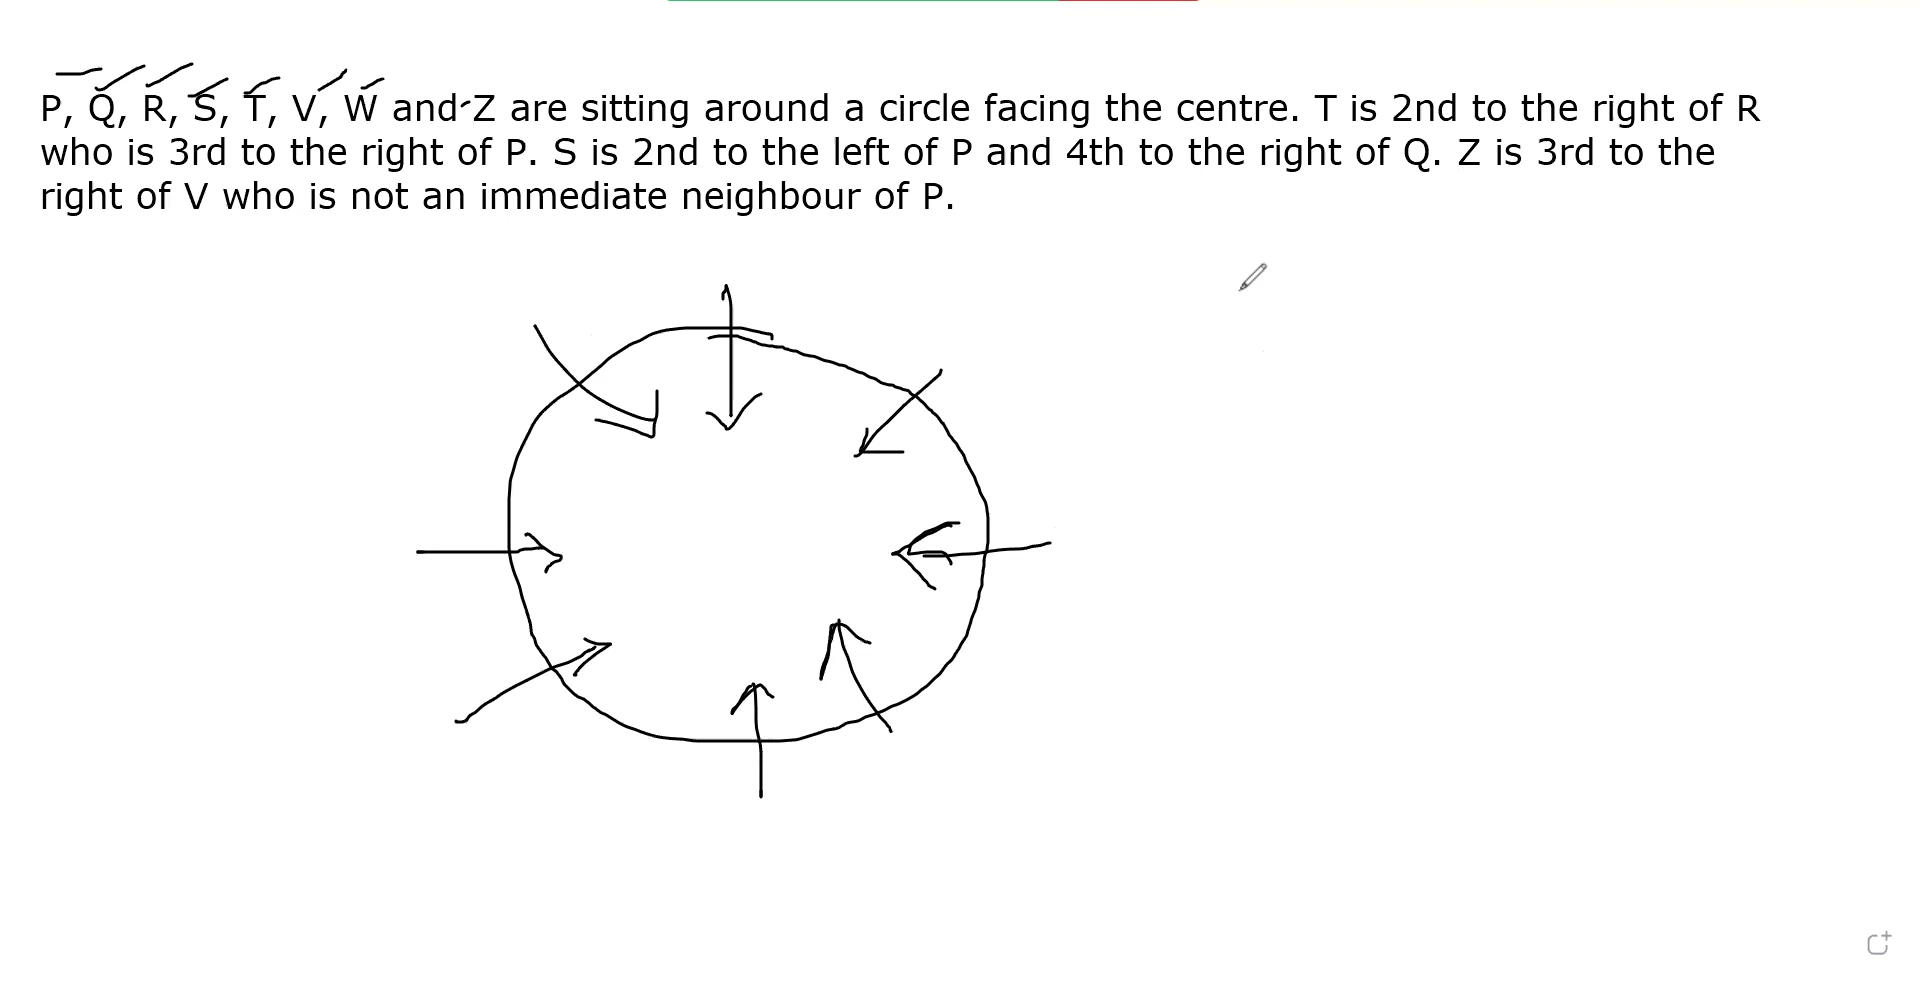 P, Q, R, S, T, V, W and Z are sitting around a circle facing the centre. T is 2nd to the right of R
who is 3rd to the right of P. S is 2nd to the left of P and 4th to the right of Q. Z is 3rd to the
right of V who is not an immediate neighbour of P.